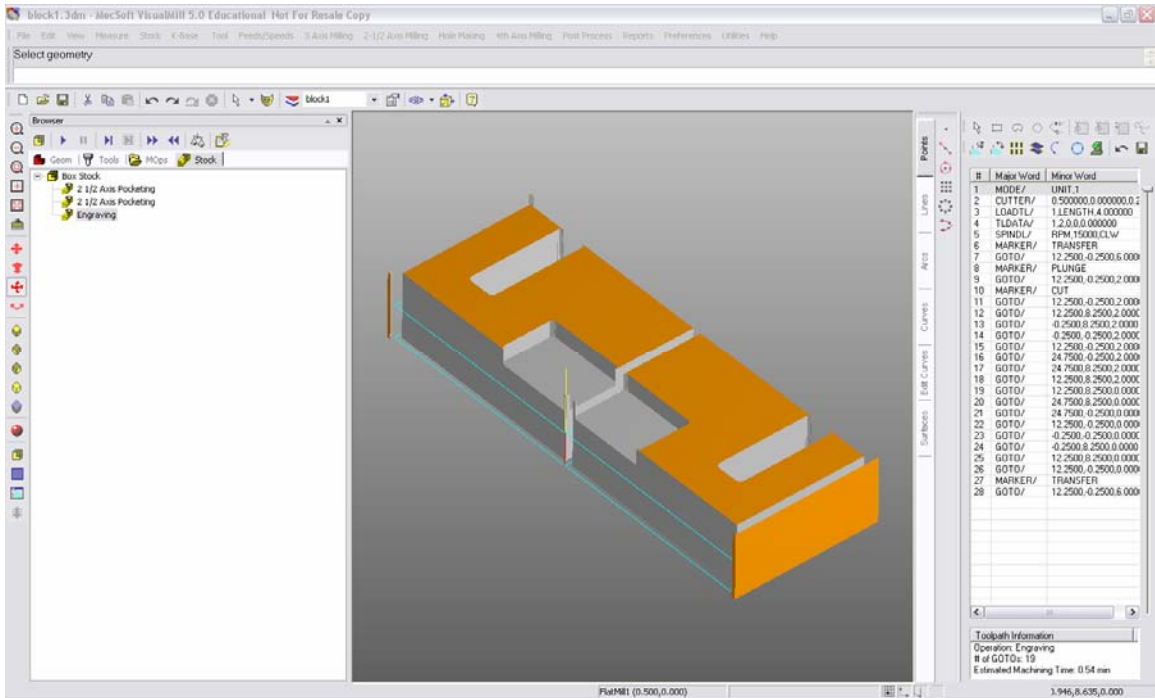 block1.3dm - MecSoft VisualMill 5.0 Educational Not For Resale Copy
File Edit View Measure Stock K-Base Tool Feeds/Speeds 3 Axis Milling 2-1/2 Axis Milling Hole Making 4th Axis Milling Post Process Reports Preferences Utilities Help
Select geometry
block1
Browser
Geom Tools MOps Stock
Box Stock
2 1/2 Axis Pocketing
2 1/2 Axis Pocketing
Engraving
Points
Lines
Arcs
Curves
Edit Curves
Surfaces
# Major Word Minor Word
1 MODE/ UNIT,1
2 CUTTER/ 0.500000,0.000000,0.2
3 LOADTL/ 1,LENGTH,4.000000
4 TLDATA/ 1,2,0,0,0.000000
5 SPINDL/ RPM,15000,CLW
6 MARKER/ TRANSFER
7 GOTO/ 12.2500,-0.2500,6.000
8 MARKER/ PLUNGE
9 GOTO/ 12.2500,-0.2500,2.000
10 MARKER/ CUT
11 GOTO/ 12.2500,-0.2500,2.000
12 GOTO/ 12.2500,8.2500,2.000
13 GOTO/ -0.2500,8.2500,2.0000
14 GOTO/ -0.2500,-0.2500,2.000
15 GOTO/ 12.2500,-0.2500,2.000
16 GOTO/ 24.7500,-0.2500,2.000
17 GOTO/ 24.7500,8.2500,2.000
18 GOTO/ 12.2500,8.2500,2.000
19 GOTO/ 12.2500,8.2500,0.000
20 GOTO/ 24.7500,8.2500,0.000
21 GOTO/ 24.7500,-0.2500,0.000
22 GOTO/ 12.2500,-0.2500,0.000
23 GOTO/ -0.2500,-0.2500,0.000
24 GOTO/ -0.2500,8.2500,0.0000
25 GOTO/ 12.2500,8.2500,0.000
26 GOTO/ 12.2500,-0.2500,0.000
27 MARKER/ TRANSFER
28 GOTO/ 12.2500,-0.2500,6.000
Toolpath Information
Operation: Engraving
# of GOTOs: 19
Estimated Machining Time: 0.54 min
FlatMill1 (0.500,0.000)
1.946,8.635,0.000